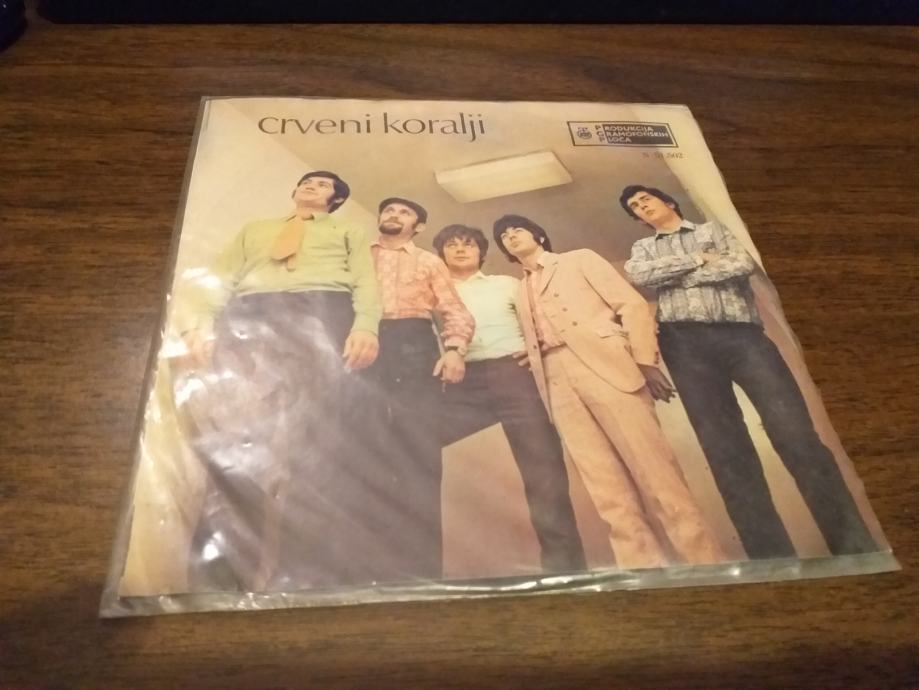 crveni koralji
PRODUKCIJA
GRAMOFONSKIH
PLOČA